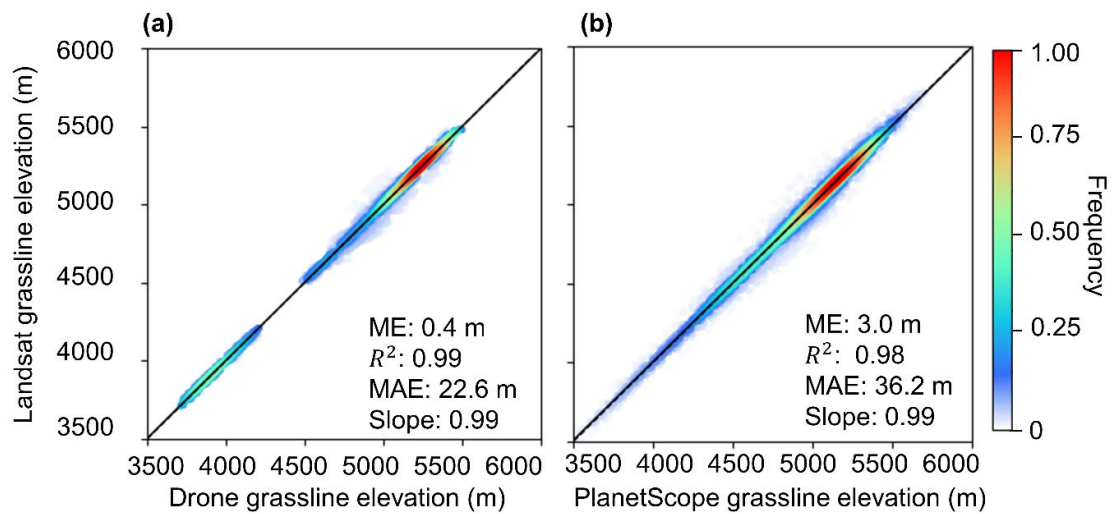 (a)
(b)
Landsat grassline elevation (m)
6000
5500
5000
4500
4000
3500
ME: 0.4 m
R²: 0.99
MAE: 22.6 m
Slope: 0.99
3500 4000 4500 5000 5500 6000
Drone grassline elevation (m)
ME: 3.0 m
R²: 0.98
MAE: 36.2 m
Slope: 0.99
3500 4000 4500 5000 5500 6000
PlanetScope grassline elevation (m)
1.00
0.75
0.50
0.25
0
Frequency